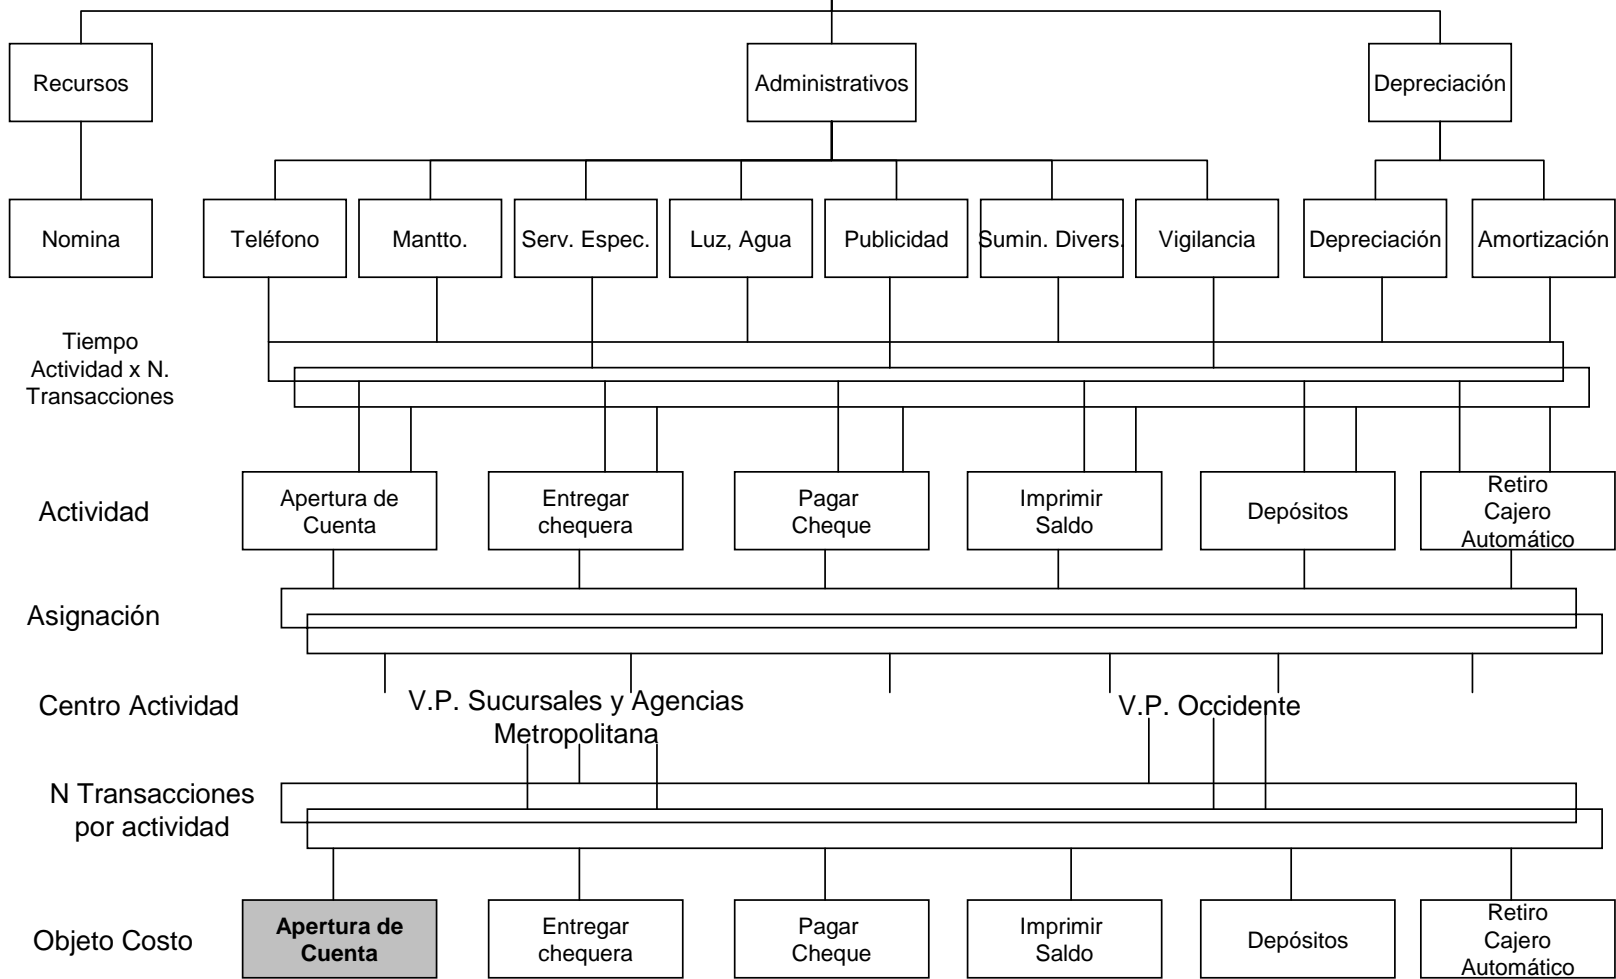 Recursos
Administrativos
Depreciación
Nomina
Teléfono
Mantto.
Serv. Espec.
Luz, Agua
Publicidad
Sumin. Divers.
Vigilancia
Depreciación
Amortización
Tiempo
Actividad x N.
Transacciones
Actividad
Apertura de
Cuenta
Entregar
chequera
Pagar
Cheque
Imprimir
Saldo
Depósitos
Retiro
Cajero
Automático
Asignación
Centro Actividad
V.P. Sucursales y Agencias
Metropolitana
V.P. Occidente
N Transacciones
por actividad
Objeto Costo
Apertura de
Cuenta
Entregar
chequera
Pagar
Cheque
Imprimir
Saldo
Depósitos
Retiro
Cajero
Automático